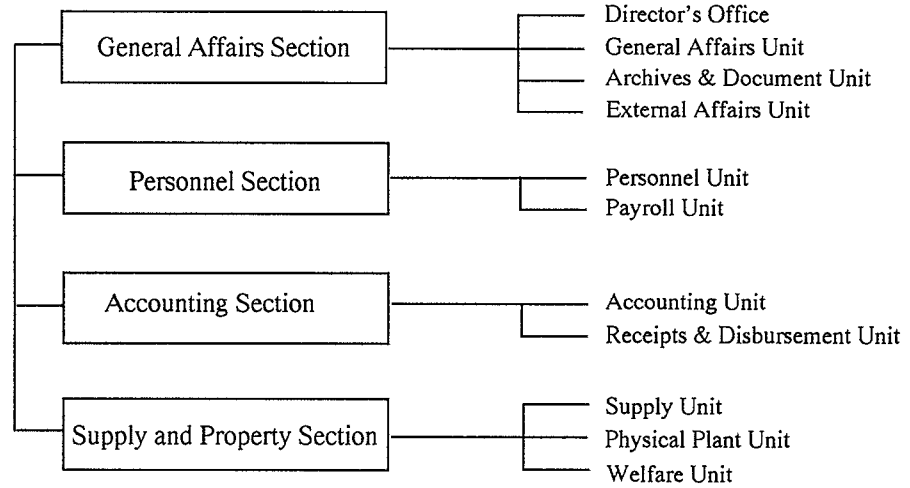 General Affairs Section
Director's Office
General Affairs Unit
Archives & Document Unit
External Affairs Unit
Personnel Section
Personnel Unit
Payroll Unit
Accounting Section
Accounting Unit
Receipts & Disbursement Unit
Supply and Property Section
Supply Unit
Physical Plant Unit
Welfare Unit